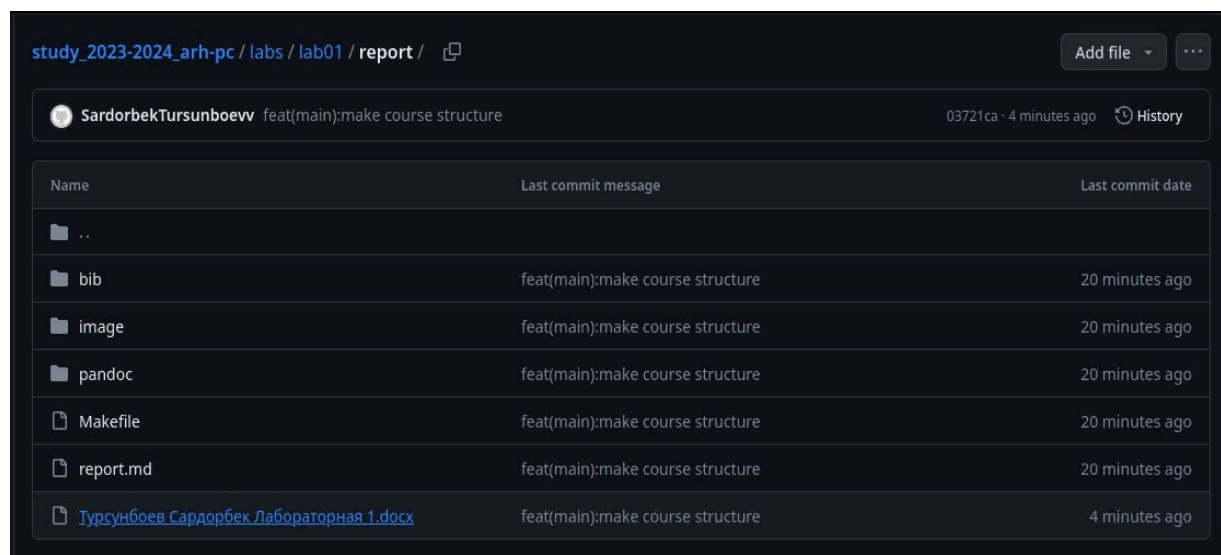 study_2023-2024_arh-pc / labs / lab01 / report / Add file ...
SardorbekTursunboevv feat(main):make course structure 03721ca · 4 minutes ago History
Name Last commit message Last commit date
..
bib feat(main):make course structure 20 minutes ago
image feat(main):make course structure 20 minutes ago
pandoc feat(main):make course structure 20 minutes ago
Makefile feat(main):make course structure 20 minutes ago
report.md feat(main):make course structure 20 minutes ago
Турсунбоев Сардорбек Лабораторная 1.docx feat(main):make course structure 4 minutes ago